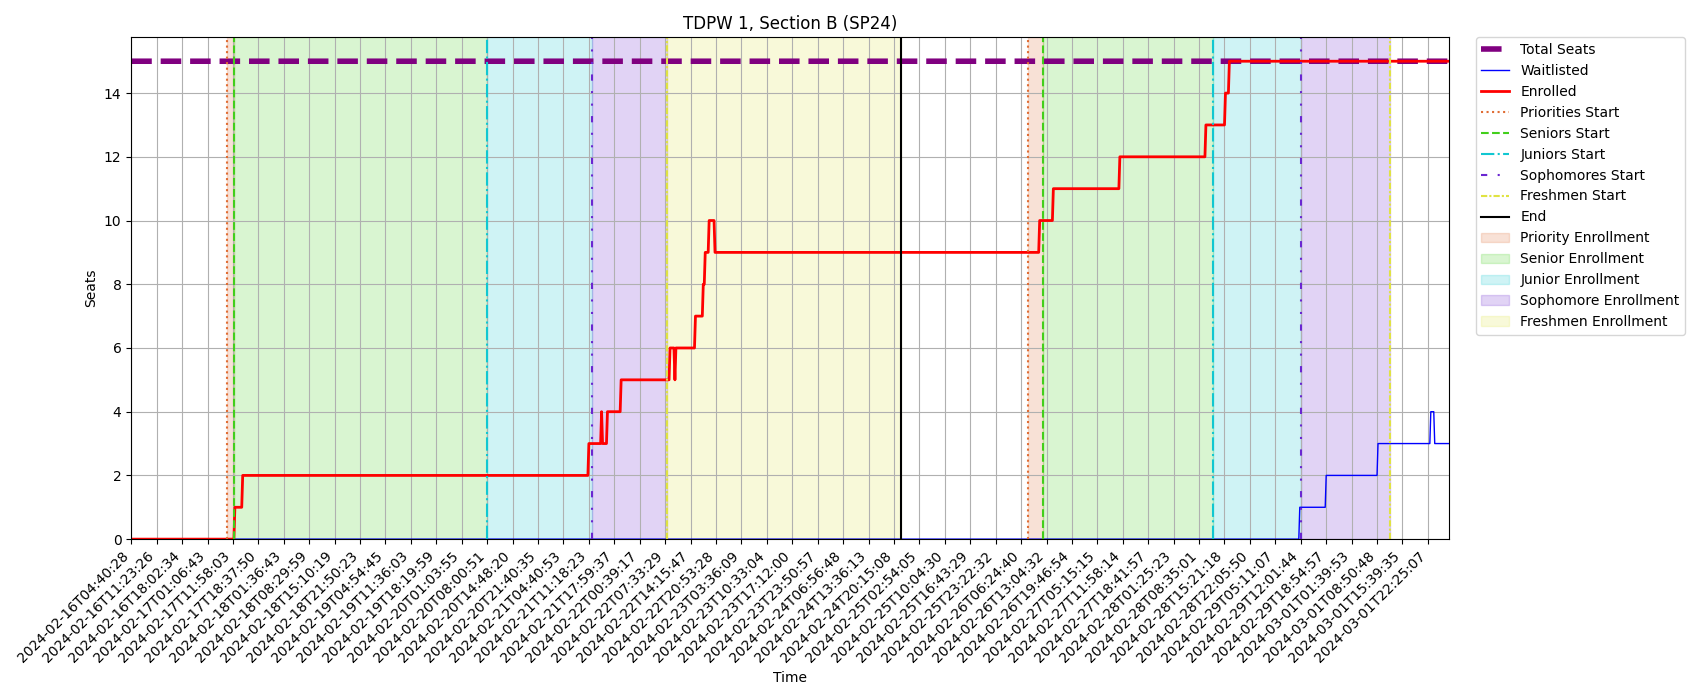 TDPW 1, Section B (SP24)
Total Seats
Waitlisted
Enrolled
Priorities Start
Seniors Start
Juniors Start
Sophomores Start
Freshmen Start
End
Priority Enrollment
Senior Enrollment
Junior Enrollment
Sophomore Enrollment
Freshmen Enrollment
Seats
14
12
10
8
6
4
2
0
2024-02-16T04:40:28
2024-02-16T11:23:26
2024-02-16T18:02:34
2024-02-17T01:06:43
2024-02-17T11:58:03
2024-02-17T18:37:50
2024-02-18T01:36:43
2024-02-18T08:29:59
2024-02-18T15:10:19
2024-02-18T21:50:23
2024-02-19T04:54:45
2024-02-19T11:36:03
2024-02-19T18:19:59
2024-02-20T01:03:55
2024-02-20T08:00:51
2024-02-20T14:48:20
2024-02-20T21:40:35
2024-02-21T04:40:53
2024-02-21T11:18:23
2024-02-21T17:59:37
2024-02-22T00:39:17
2024-02-22T07:33:29
2024-02-22T14:15:47
2024-02-22T20:53:28
2024-02-23T03:36:09
2024-02-23T10:33:04
2024-02-23T17:12:00
2024-02-23T23:50:57
2024-02-24T06:56:48
2024-02-24T13:36:13
2024-02-24T20:15:08
2024-02-25T02:54:05
2024-02-25T10:04:30
2024-02-25T16:43:29
2024-02-25T23:22:32
2024-02-26T06:24:40
2024-02-26T13:04:32
2024-02-26T19:46:54
2024-02-27T05:15:15
2024-02-27T11:58:14
2024-02-27T18:41:57
2024-02-28T01:25:23
2024-02-28T08:35:01
2024-02-28T15:21:18
2024-02-28T22:05:50
2024-02-29T05:11:07
2024-02-29T12:01:44
2024-02-29T18:54:57
2024-03-01T01:39:53
2024-03-01T08:50:48
2024-03-01T15:39:35
2024-03-01T22:25:07
Time